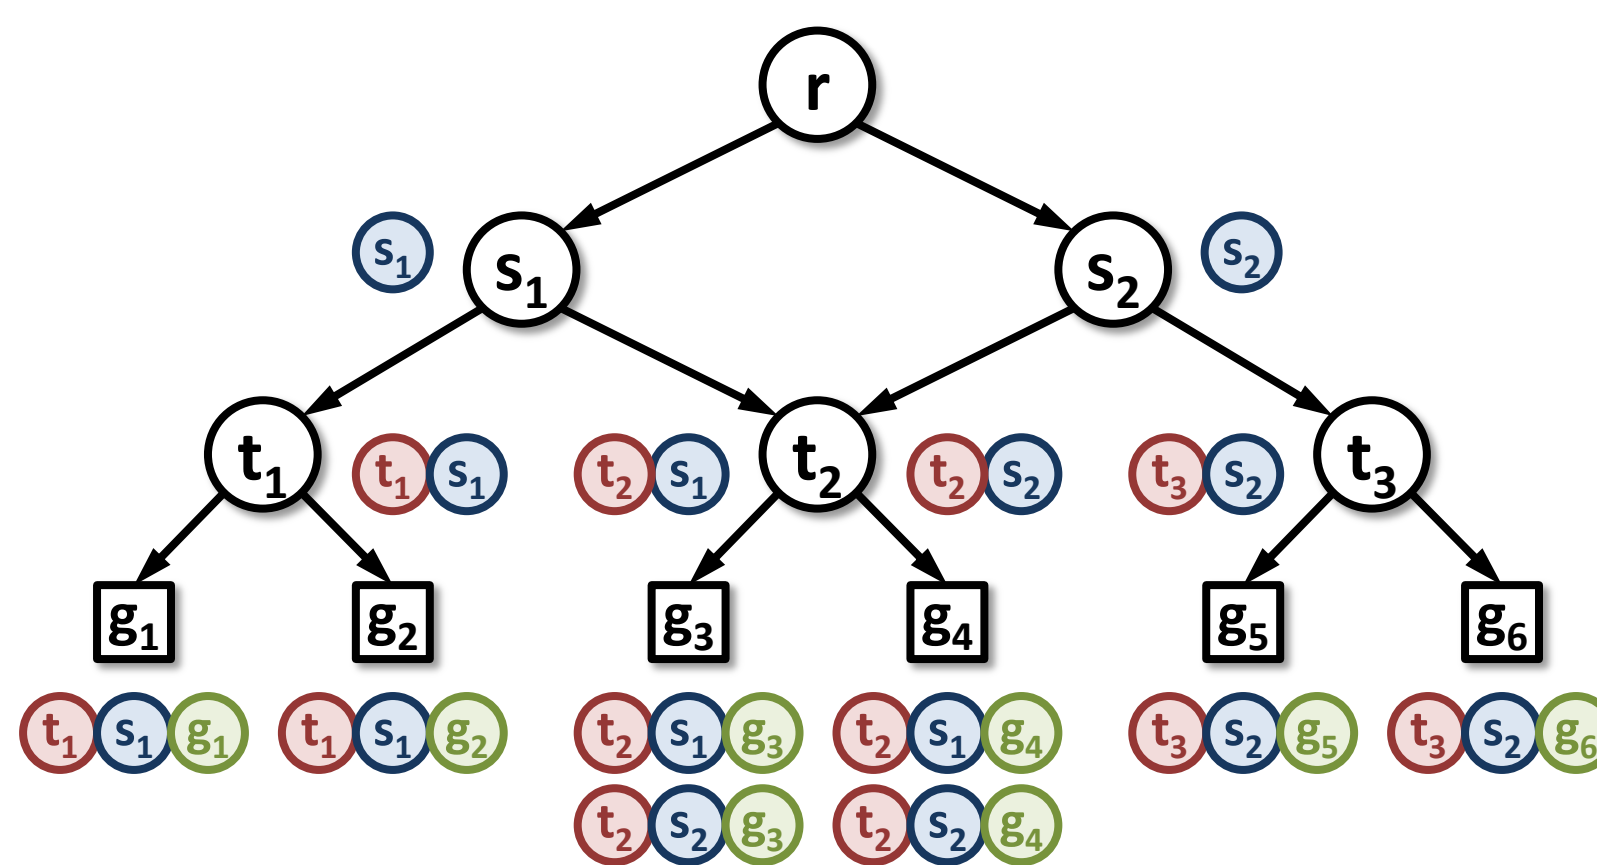 r
s₁ s₁ s₂ s₂
t₁ t₁ s₁ t₂ s₁ t₂ t₂ s₂ t₃ s₂ t₃
g₁ g₂ g₃ g₄ g₅ g₆
t₁ s₁ g₁ t₁ s₁ g₂ t₂ s₁ g₃ t₂ s₁ g₄ t₃ s₂ g₅ t₃ s₂ g₆
t₂ s₂ g₃ t₂ s₂ g₄